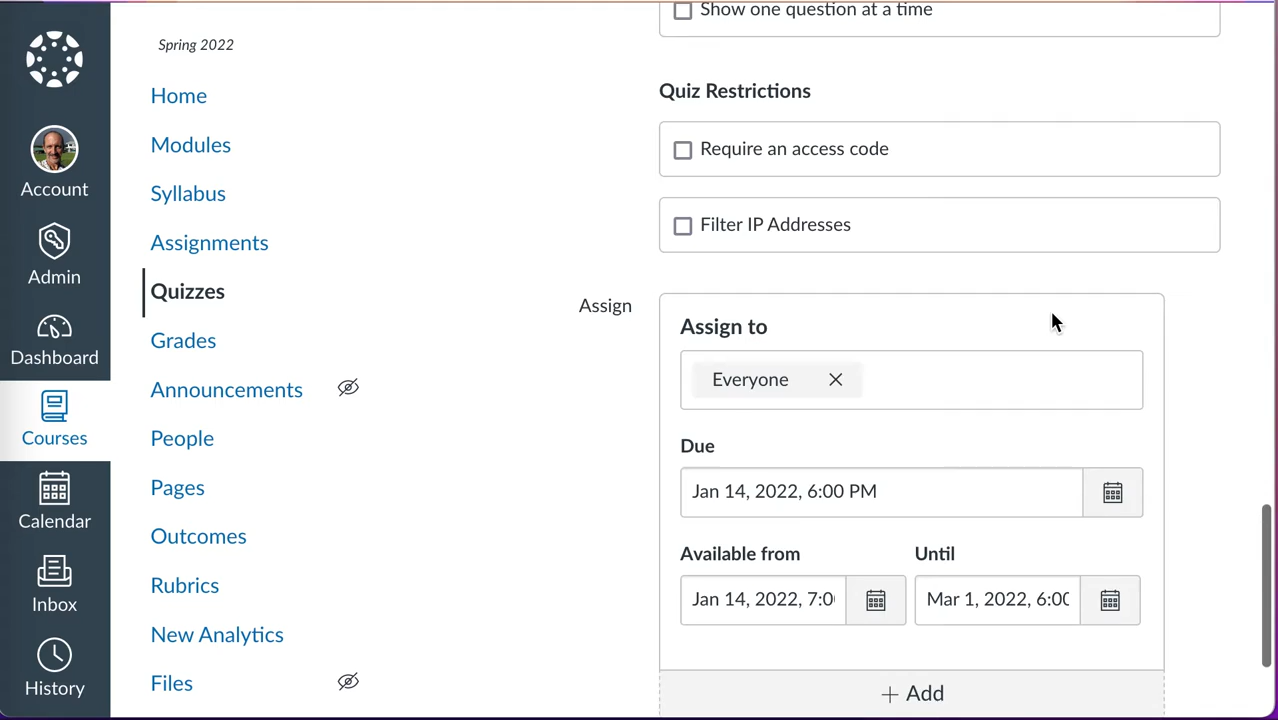 Show one question at a time
Spring 2022
Home
Modules
Syllabus
Assignments
Quizzes
Grades
Announcements
People
Pages
Outcomes
Rubrics
New Analytics
Files
Account
Admin
Dashboard
Courses
Calendar
Inbox
History
Quiz Restrictions
Require an access code
Filter IP Addresses
Assign
Assign to
Everyone
Due
Jan 14, 2022, 6:00 PM
Available from
Until
Jan 14, 2022, 7:0
Mar 1, 2022, 6:00
+ Add